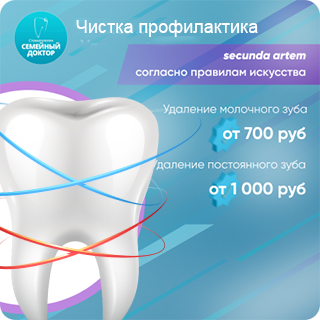 Стоматология
СЕМЕЙНЫЙ
ДОКТОР
Чистка профилактика
secunda artem
согласно правилам искусства
Удаление молочного зуба
от 700 руб
Удаление постоянного зуба
от 1 000 руб